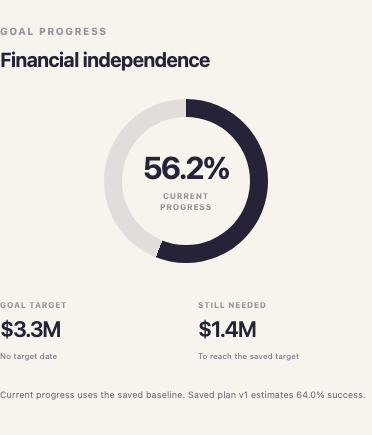 GOAL PROGRESS
Financial independence
56.2%
CURRENT
PROGRESS
GOAL TARGET
$3.3M
No target date
STILL NEEDED
$1.4M
To reach the saved target
Current progress uses the saved baseline. Saved plan v1 estimates 64.0% success.